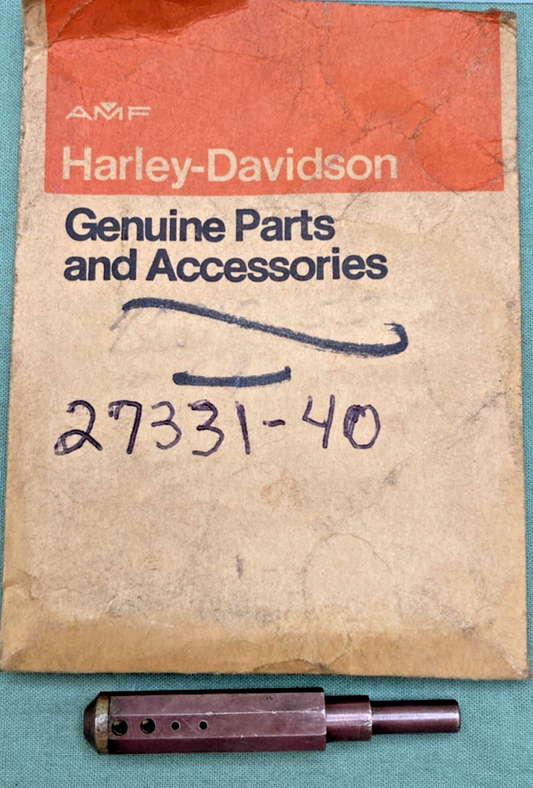 AMF
Harley-Davidson
Genuine Parts
and Accessories
27331-40